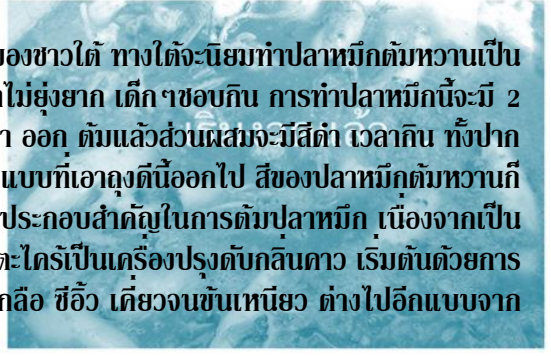 ของชาวใต้ ทางใต้จะนิยมทำปลาหมึกต้มหวานเป็น
ไม่ยุ่งยาก เด็กๆชอบกิน การทำปลาหมึกนี้จะมี 2
ออก ต้มแล้วส่วนผสมจะมีสีดำ เวลากิน ทั้งปาก
แบบที่เอาถุงดีนี้ออกไป สีของปลาหมึกต้มหวานก็
ประกอบสำคัญในการต้มปลาหมึก เนื่องจากเป็น
ตะไคร้เป็นเครื่องปรุงดับกลิ่นคาว เริ่มต้นด้วยการ
เกลือ ซีอิ้ว เคี่ยวจนข้นเหนียว ต่างไปอีกแบบจาก